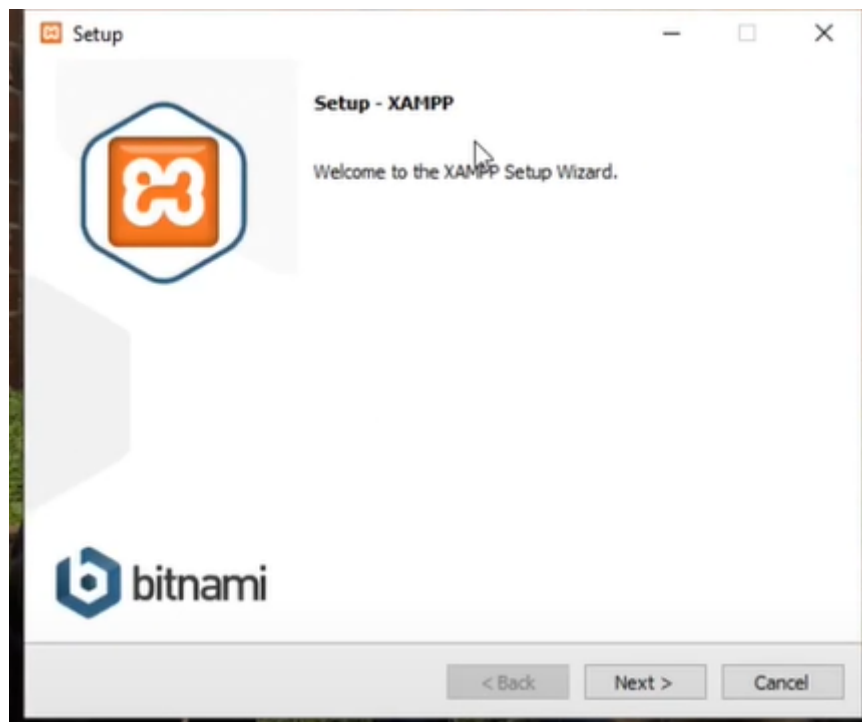 Setup
Setup - XAMPP
Welcome to the XAMPP Setup Wizard.
bitnami
< Back
Next >
Cancel